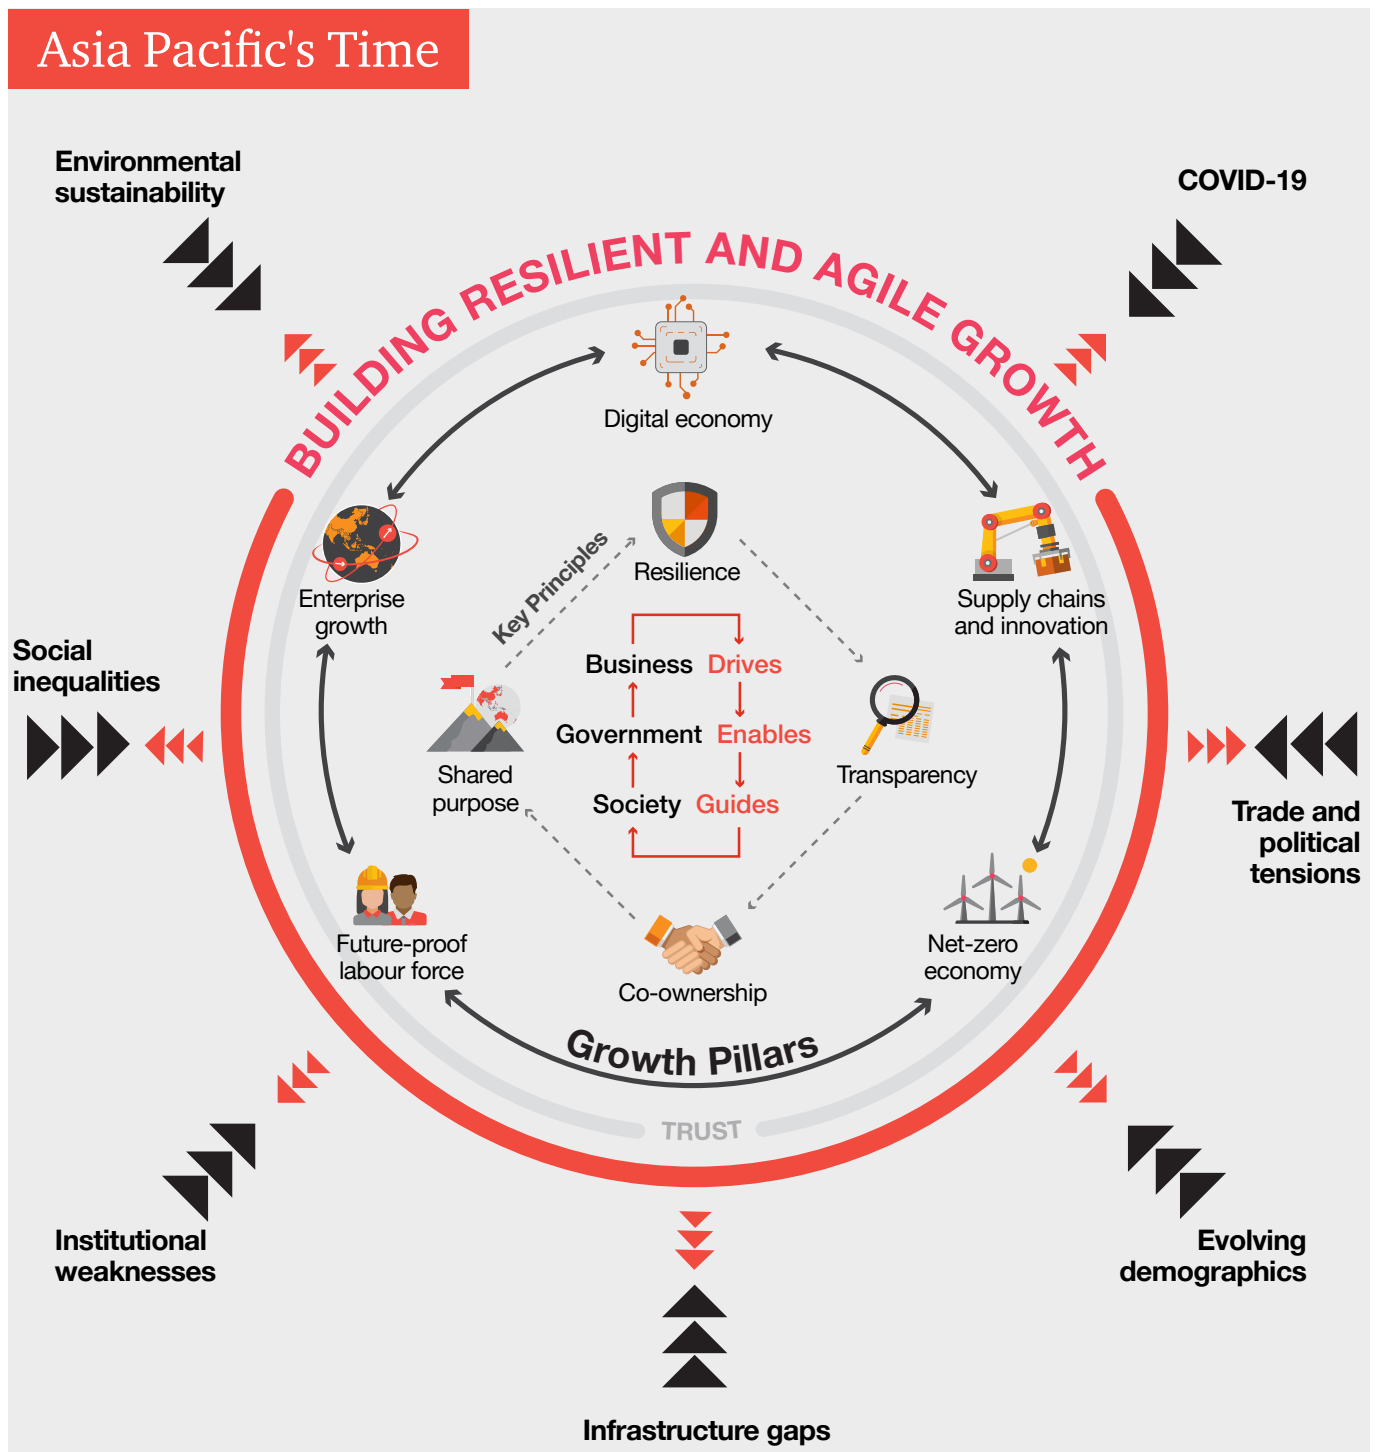 Asia Pacific's Time
Environmental
sustainability
COVID-19
BUILDING RESILIENT AND AGILE GROWTH
Digital economy
Enterprise
growth
Key Principles
Resilience
Supply chains
and innovation
Social
inequalities
Business Drives
Government Enables
Society Guides
Shared
purpose
Transparency
Trade and
political
tensions
Future-proof
labour force
Net-zero
economy
Co-ownership
Growth Pillars
TRUST
Institutional
weaknesses
Evolving
demographics
Infrastructure gaps